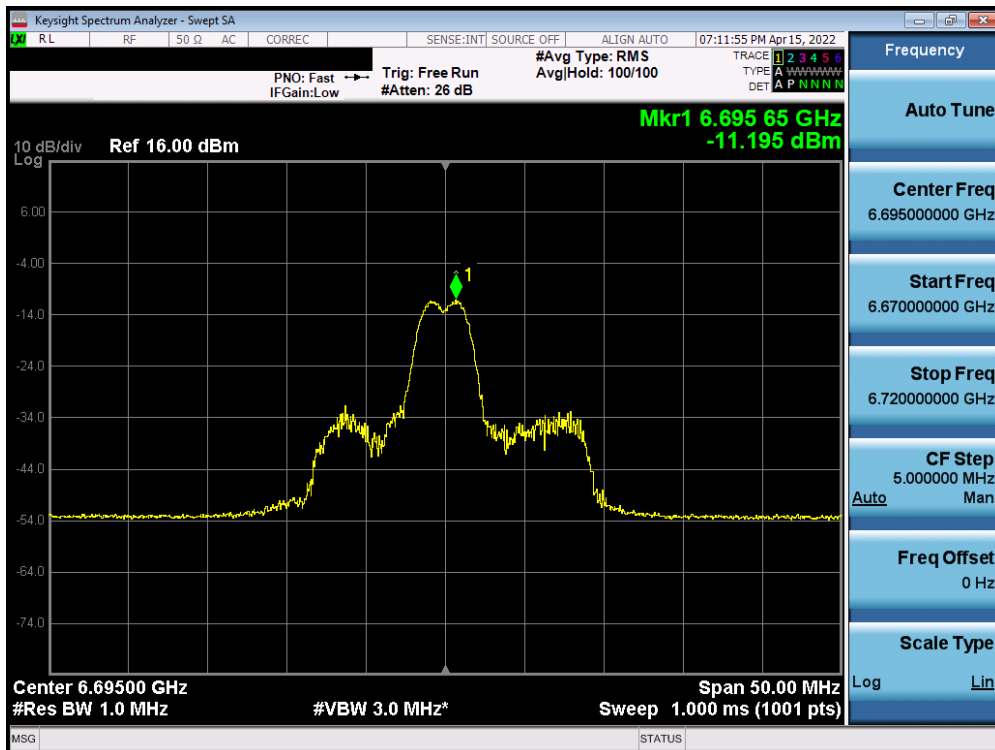 Keysight Spectrum Analyzer - Swept SA
LXI RL RF 50 Ω AC CORREC SENSE:INT SOURCE OFF ALIGN AUTO 07:11:55 PM Apr 15, 2022
PNO: Fast Trig: Free Run #Avg Type: RMS TRACE 1 2 3 4 5 6
IFGain:Low #Atten: 26 dB Avg|Hold: 100/100 TYPE A WWWWW
DET A P N N N N
Mkr1 6.695 65 GHz
-11.195 dBm
10 dB/div Ref 16.00 dBm
Log
6.00
-4.00
1
-14.0
-24.0
-34.0
-44.0
-54.0
-64.0
-74.0
Center 6.69500 GHz Span 50.00 MHz
#Res BW 1.0 MHz #VBW 3.0 MHz* Sweep 1.000 ms (1001 pts)
MSG STATUS
Frequency
Auto Tune
Center Freq
6.695000000 GHz
Start Freq
6.670000000 GHz
Stop Freq
6.720000000 GHz
CF Step
5.000000 MHz
Auto Man
Freq Offset
0 Hz
Scale Type
Log Lin